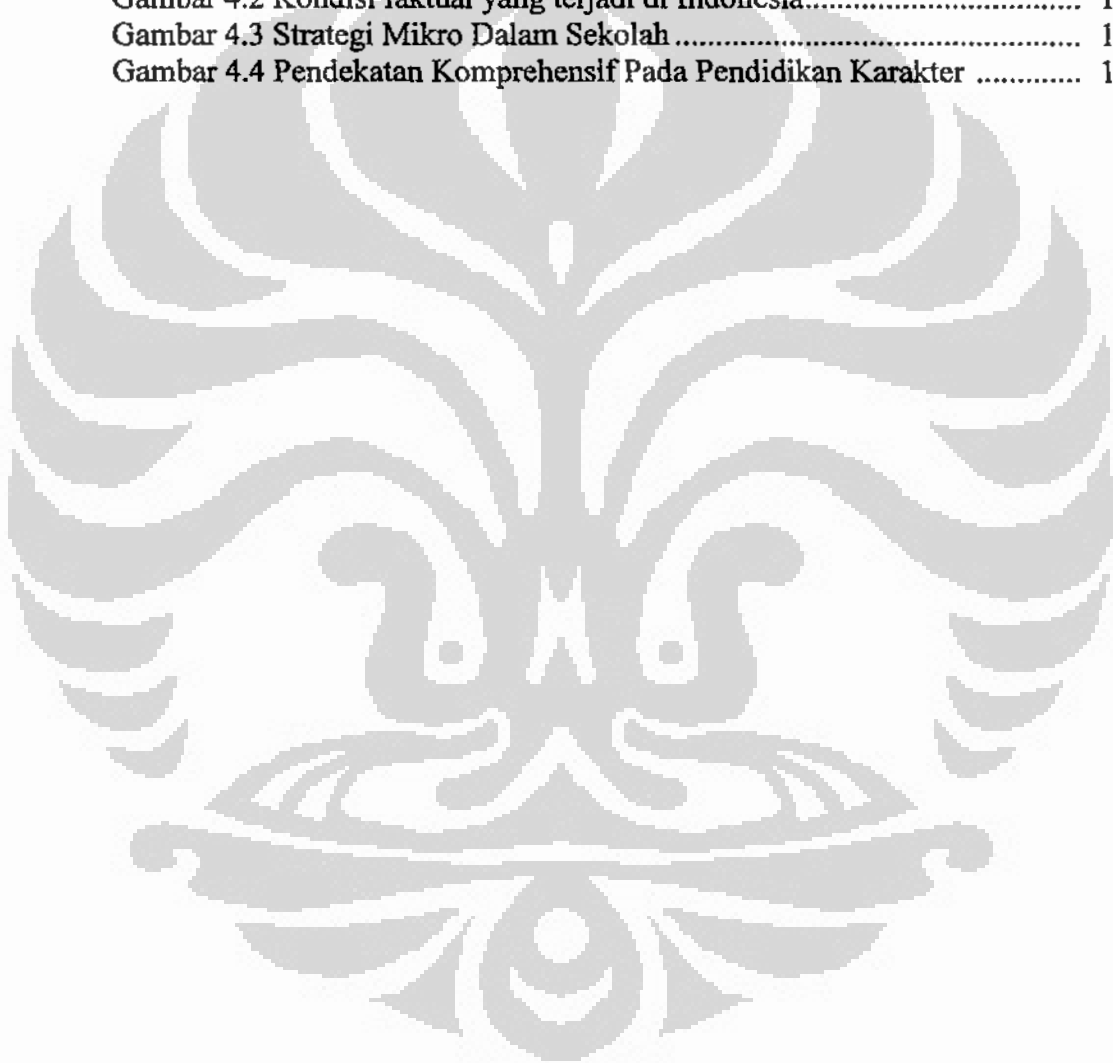 Gambar 4.2 Kondisi faktual yang terjadi di Indonesia................................. 1
Gambar 4.3 Strategi Mikro Dalam Sekolah ................................................ 1
Gambar 4.4 Pendekatan Komprehensif Pada Pendidikan Karakter ............. 1